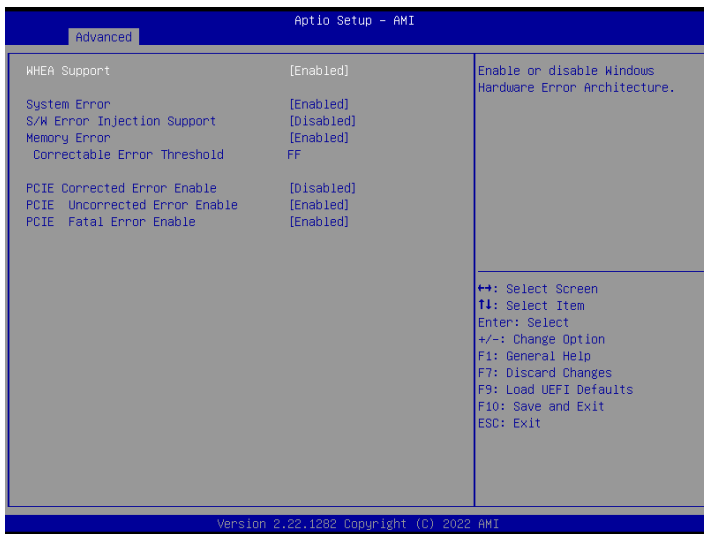 Aptio Setup – AMI
Advanced
WHEA Support [Enabled]
System Error [Enabled]
S/W Error Injection Support [Disabled]
Memory Error [Enabled]
Correctable Error Threshold FF
PCIE Corrected Error Enable [Disabled]
PCIE Uncorrected Error Enable [Enabled]
PCIE Fatal Error Enable [Enabled]
Enable or disable Windows
Hardware Error Architecture.
↔: Select Screen
↑↓: Select Item
Enter: Select
+/-: Change Option
F1: General Help
F7: Discard Changes
F9: Load UEFI Defaults
F10: Save and Exit
ESC: Exit
Version 2.22.1282 Copyright (C) 2022 AMI